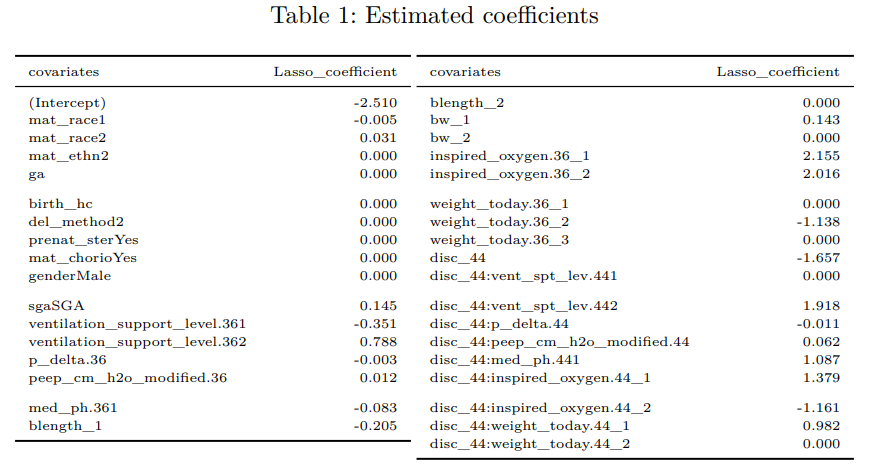 Table 1: Estimated coefficients
covariates Lasso_coefficient
(Intercept) -2.510
mat_race1 -0.005
mat_race2 0.031
mat_ethn2 0.000
ga 0.000
birth_hc 0.000
del_method2 0.000
prenat_sterYes 0.000
mat_chorioYes 0.000
genderMale 0.000
sgaSGA 0.145
ventilation_support_level.361 -0.351
ventilation_support_level.362 0.788
p_delta.36 -0.003
peep_cm_h2o_modified.36 0.012
med_ph.361 -0.083
blength_1 -0.205
covariates Lasso_coefficient
blength_2 0.000
bw_1 0.143
bw_2 0.000
inspired_oxygen.36_1 2.155
inspired_oxygen.36_2 2.016
weight_today.36_1 0.000
weight_today.36_2 -1.138
weight_today.36_3 0.000
disc_44 -1.657
disc_44:vent_spt_lev.441 0.000
disc_44:vent_spt_lev.442 1.918
disc_44:p_delta.44 -0.011
disc_44:peep_cm_h2o_modified.44 0.062
disc_44:med_ph.441 1.087
disc_44:inspired_oxygen.44_1 1.379
disc_44:inspired_oxygen.44_2 -1.161
disc_44:weight_today.44_1 0.982
disc_44:weight_today.44_2 0.000